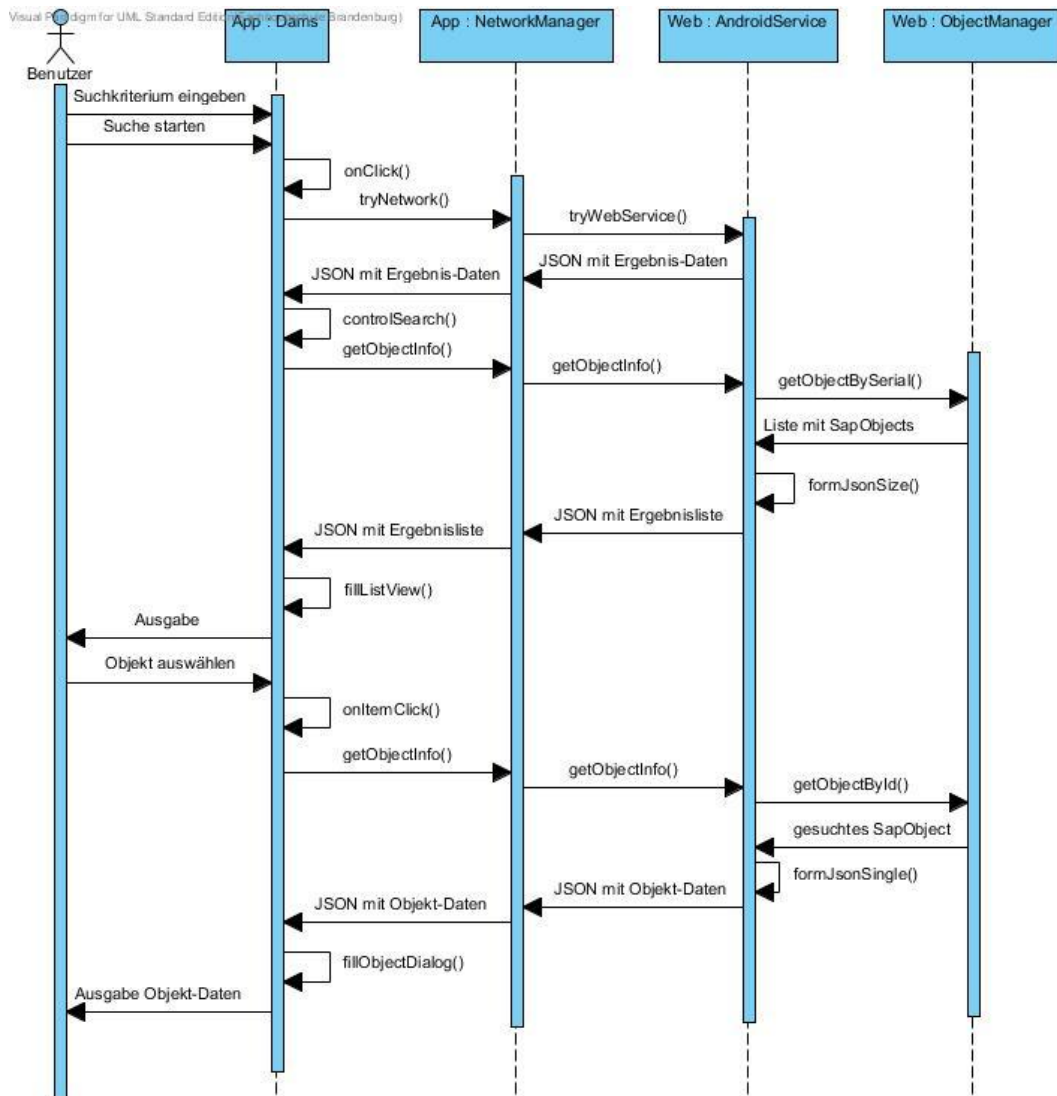 Visual Paradigm for UML Standard Edition(Fachhochschule Brandenburg)
App : Dams
App : NetworkManager
Web : AndroidService
Web : ObjectManager
Benutzer
Suchkriterium eingeben
Suche starten
onClick()
tryNetwork()
tryWebService()
JSON mit Ergebnis-Daten
JSON mit Ergebnis-Daten
controlSearch()
getObjectInfo()
getObjectInfo()
getObjectBySerial()
Liste mit SapObjects
formJsonSize()
JSON mit Ergebnisliste
JSON mit Ergebnisliste
fillListView()
Ausgabe
Objekt auswählen
onItemClick()
getObjectInfo()
getObjectInfo()
getObjectById()
gesuchtes SapObject
formJsonSingle()
JSON mit Objekt-Daten
JSON mit Objekt-Daten
fillObjectDialog()
Ausgabe Objekt-Daten